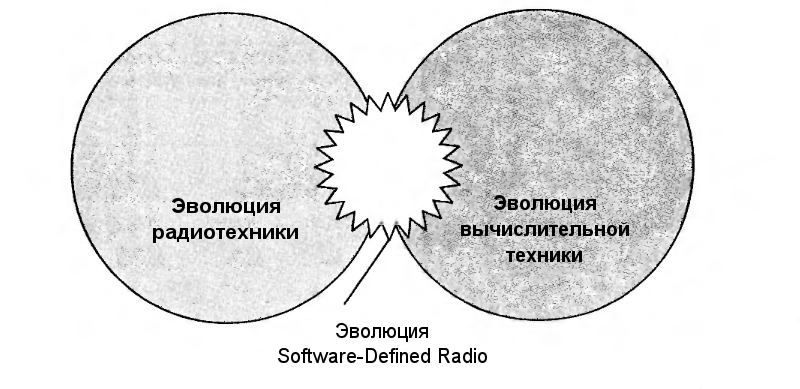 Эволюция
радиотехники
Эволюция
вычислительной
техники
Эволюция
Software-Defined Radio